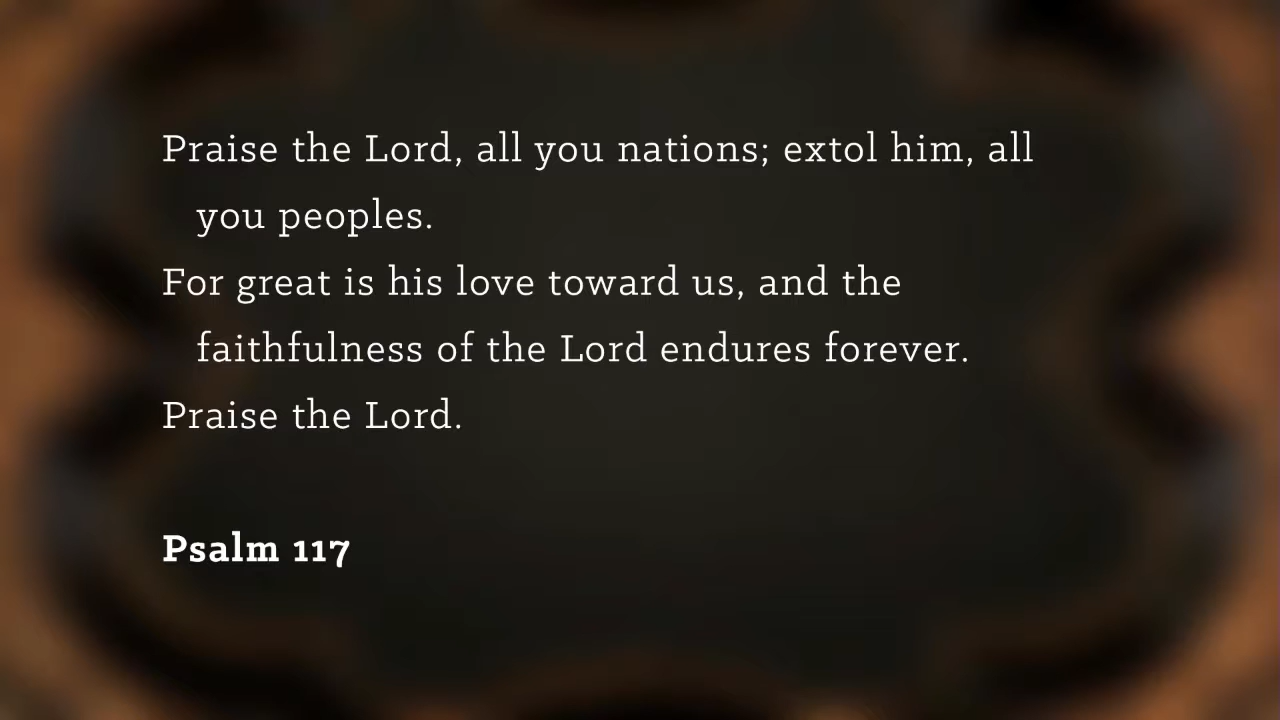 Praise the Lord, all you nations; extol him, all
you peoples.
For great is his love toward us, and the
faithfulness of the Lord endures forever.
Praise the Lord.
Psalm 117